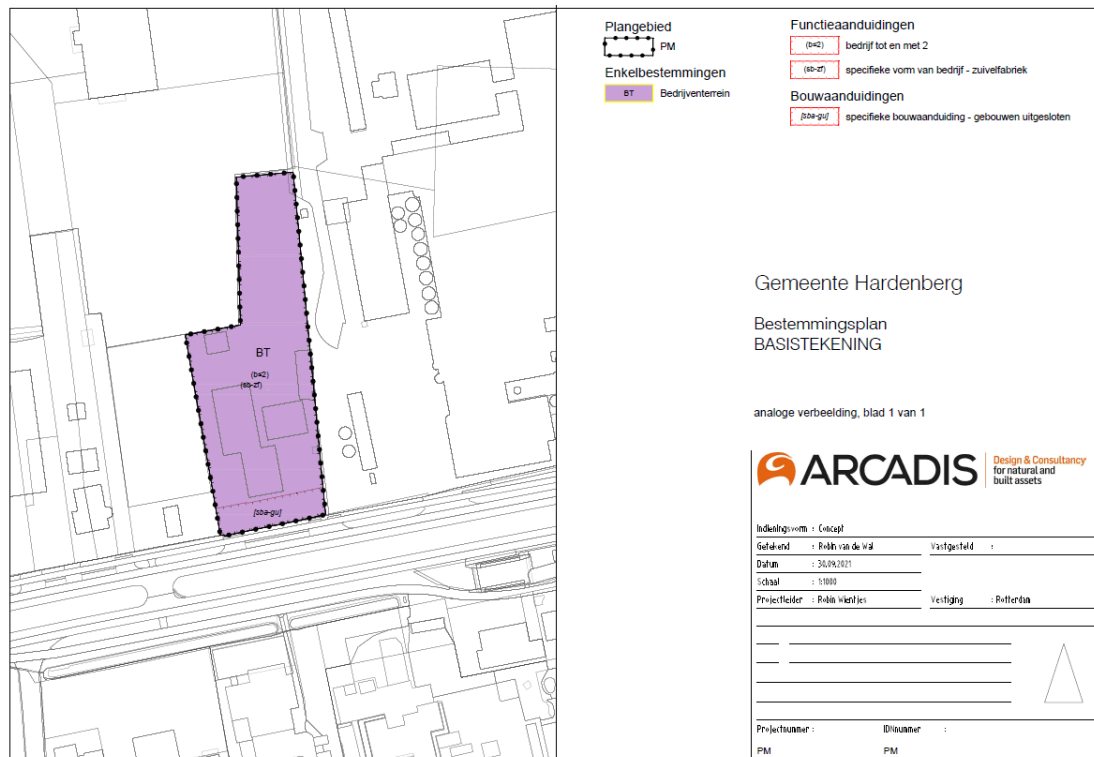 BT
(b≤2)
(sb-zf)
[sba-gu]
Plangebied
PM
Enkelbestemmingen
BT Bedrijventerrein
Functieaanduidingen
(b≤2) bedrijf tot en met 2
(sb-zf) specifieke vorm van bedrijf - zuivelfabriek
Bouwaanduidingen
[sba-gu] specifieke bouwaanduiding - gebouwen uitgesloten
Gemeente Hardenberg
Bestemmingsplan
BASISTEKENING
analoge verbeelding, blad 1 van 1
ARCADIS
Design & Consultancy
for natural and
built assets
Indieningsvorm : Concept
Getekend : Robin van de Wal Vastgesteld :
Datum : 30.09.2021
Schaal : 1:1000
Projectleider : Robin Wientjes Vestiging : Rotterdam
Projectnummer : IDNnummer :
PM PM